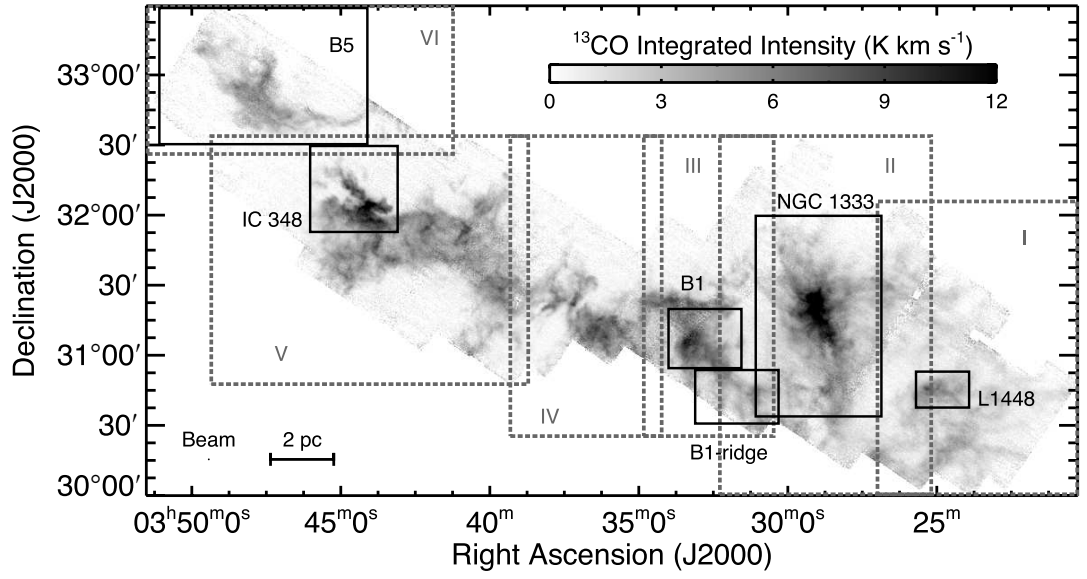 B5
VI
¹³CO Integrated Intensity (K km s⁻¹)
0 3 6 9 12
33°00′
30′
32°00′
30′
31°00′
30′
30°00′
Declination (J2000)
III
II
IC 348
NGC 1333
I
B1
V
IV
L1448
Beam
2 pc
B1-ridge
03ʰ50ᵐ0ˢ 45ᵐ0ˢ 40ᵐ 35ᵐ0ˢ 30ᵐ0ˢ 25ᵐ
Right Ascension (J2000)